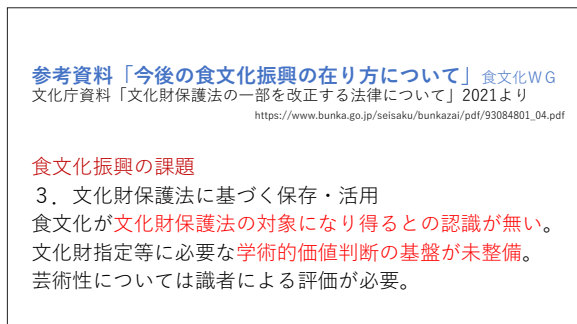 参考資料「今後の食文化振興の在り方について」食文化ＷＧ
文化庁資料「文化財保護法の一部を改正する法律について」2021より
https://www.bunka.go.jp/seisaku/bunkazai/pdf/93084801_04.pdf
食文化振興の課題
３．文化財保護法に基づく保存・活用
食文化が文化財保護法の対象になり得るとの認識が無い。
文化財指定等に必要な学術的価値判断の基盤が未整備。
芸術性については識者による評価が必要。